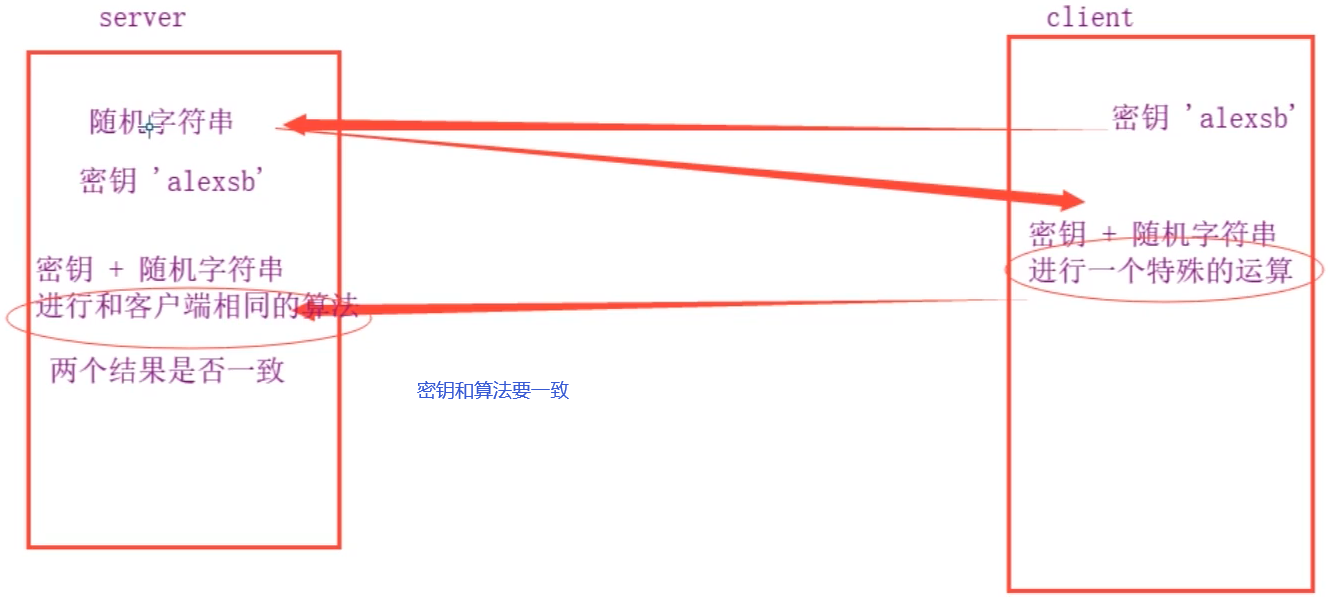 server
随机字符串
密钥 'alexsb'
密钥 + 随机字符串
进行和客户端相同的算法
两个结果是否一致
密钥和算法要一致
client
密钥 'alexsb'
密钥 + 随机字符串
进行一个特殊的运算